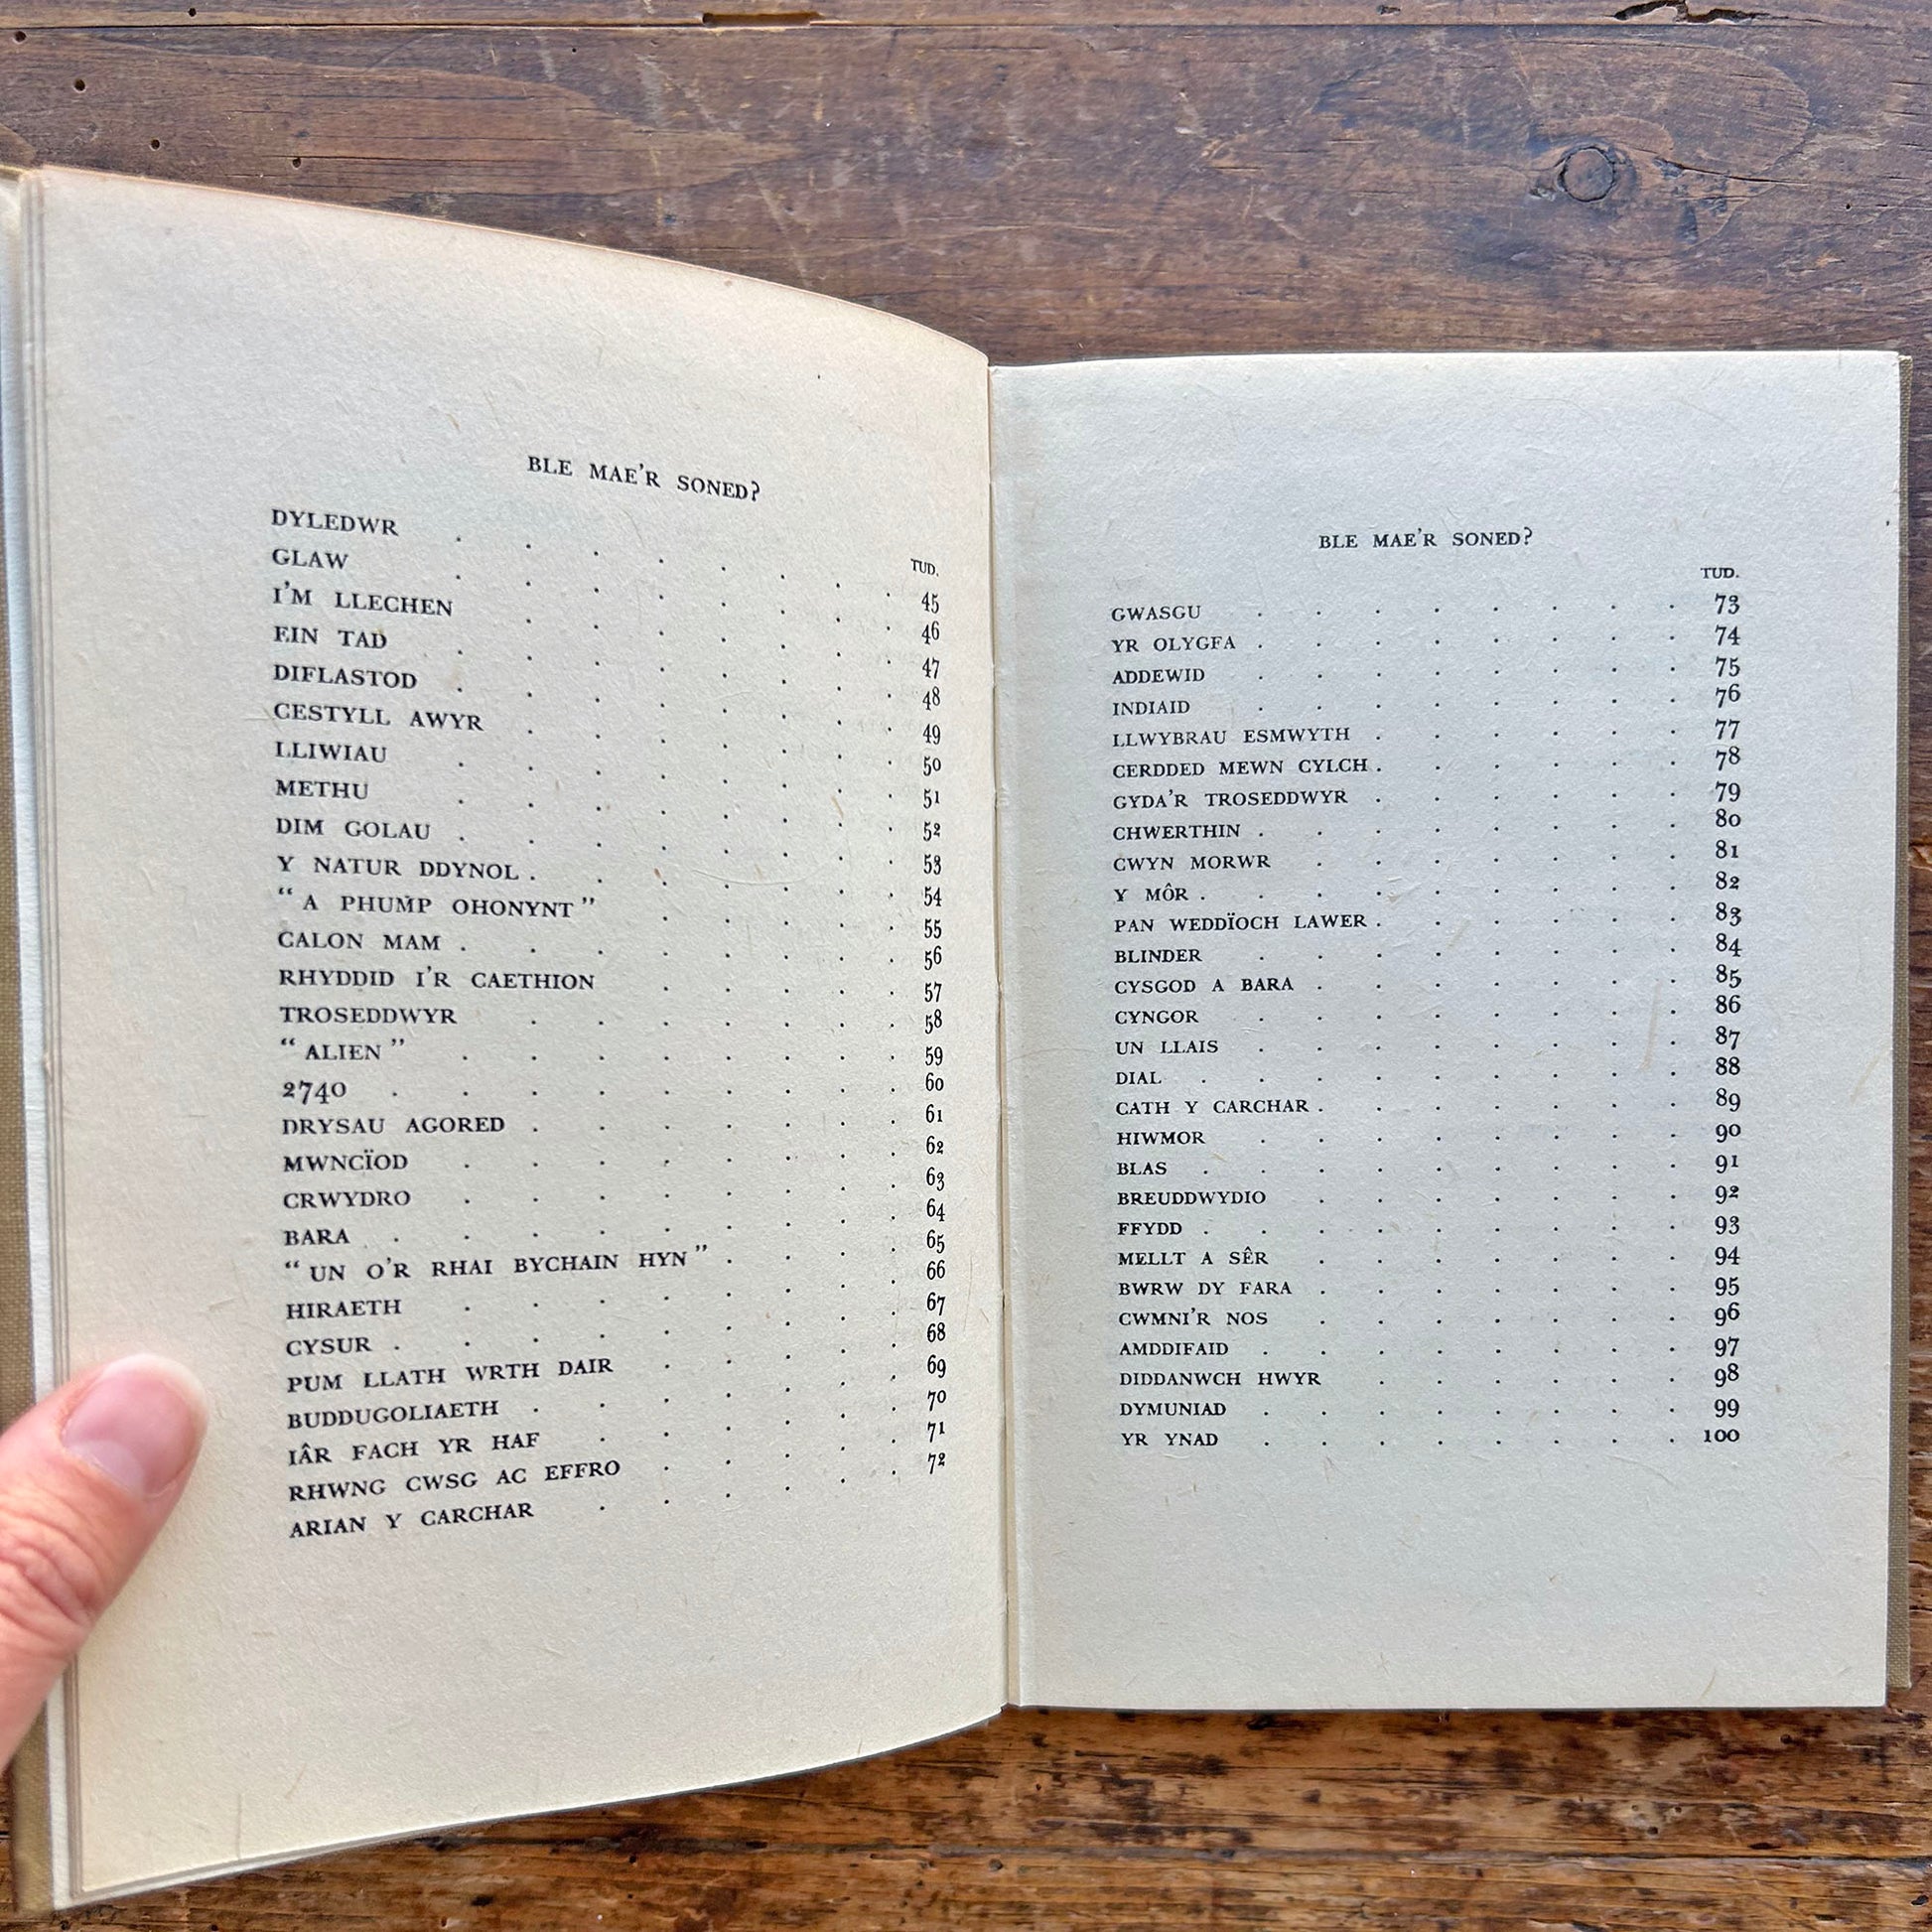 BLE MAE'R SONED?
TUD.
DYLEDWR . . . . . . . . 45
GLAW . . . . . . . . 46
I'M LLECHEN . . . . . . . 47
EIN TAD . . . . . . . . 48
DIFLASTOD . . . . . . . . 49
CESTYLL AWYR . . . . . . . 50
LLIWIAU . . . . . . . . 51
METHU . . . . . . . . 52
DIM GOLAU . . . . . . . . 53
Y NATUR DDYNOL . . . . . . . 54
“ A PHUMP OHONYNT ” . . . . . 55
CALON MAM . . . . . . . . 56
RHYDDID I'R CAETHION . . . . . 57
TROSEDDWYR . . . . . . . 58
“ ALIEN ” . . . . . . . . 59
2740 . . . . . . . . . 60
DRYSAU AGORED . . . . . . . 61
MWNCÏOD . . . . . . . . 62
CRWYDRO . . . . . . . . 63
BARA . . . . . . . . . 64
“ UN O'R RHAI BYCHAIN HYN ” . . . . 65
HIRAETH . . . . . . . . 66
CYSUR . . . . . . . . . 67
PUM LLATH WRTH DAIR . . . . . 68
BUDDUGOLIAETH . . . . . . . 69
IÂR FACH YR HAF . . . . . . 70
RHWNG CWSG AC EFFRO . . . . . 71
ARIAN Y CARCHAR . . . . . . 72
BLE MAE'R SONED?
TUD.
GWASGU . . . . . . . . 73
YR OLYGFA . . . . . . . . 74
ADDEWID . . . . . . . . 75
INDIAID . . . . . . . . 76
LLWYBRAU ESMWYTH . . . . . . 77
CERDDED MEWN CYLCH . . . . . . 78
GYDA'R TROSEDDWYR . . . . . . 79
CHWERTHIN . . . . . . . . 80
CWYN MORWR . . . . . . . 81
Y MÔR . . . . . . . . . 82
PAN WEDDÏOCH LAWER . . . . . . 83
BLINDER . . . . . . . . 84
CYSGOD A BARA . . . . . . . 85
CYNGOR . . . . . . . . 86
UN LLAIS . . . . . . . . 87
DIAL . . . . . . . . . 88
CATH Y CARCHAR . . . . . . . 89
HIWMOR . . . . . . . . 90
BLAS . . . . . . . . . 91
BREUDDWYDIO . . . . . . . 92
FFYDD . . . . . . . . . 93
MELLT A SÊR . . . . . . . 94
BWRW DY FARA . . . . . . . 95
CWMNI'R NOS . . . . . . . 96
AMDDIFAID . . . . . . . . 97
DIDDANWCH HWYR . . . . . . 98
DYMUNIAD . . . . . . . . 99
YR YNAD . . . . . . . . 100